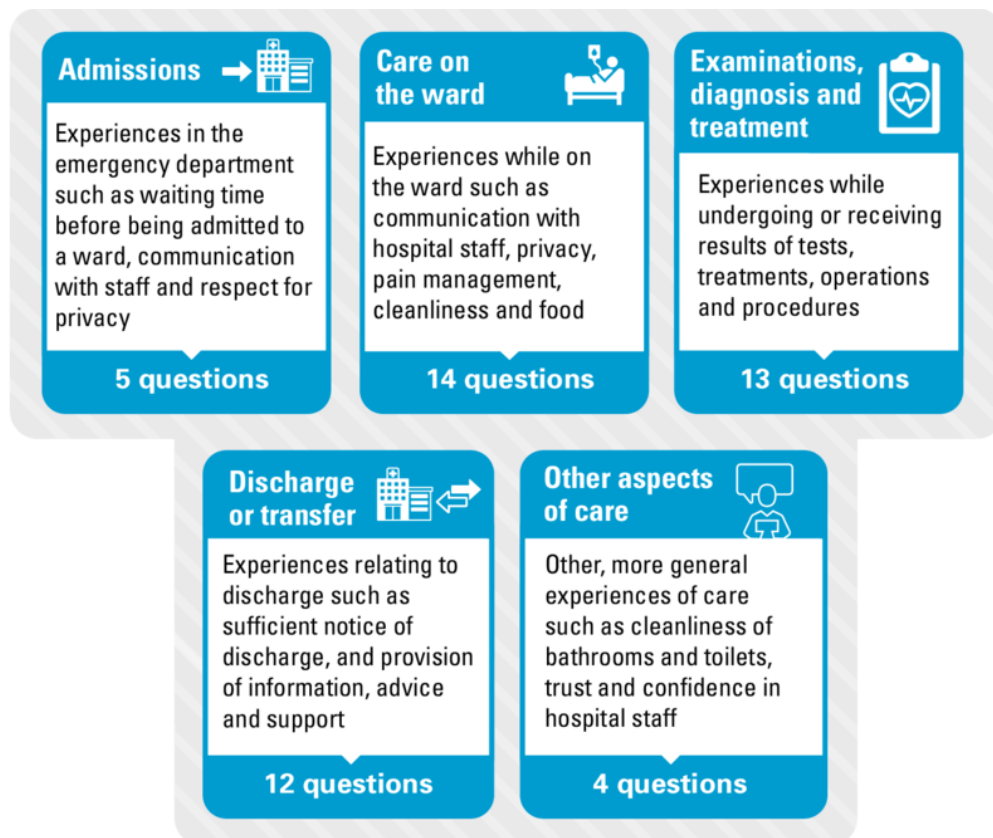 Admissions
Experiences in the
emergency department
such as waiting time
before being admitted to
a ward, communication
with staff and respect for
privacy
5 questions
Care on
the ward
Experiences while on
the ward such as
communication with
hospital staff, privacy,
pain management,
cleanliness and food
14 questions
Examinations,
diagnosis and
treatment
Experiences while
undergoing or receiving
results of tests,
treatments, operations
and procedures
13 questions
Discharge
or transfer
Experiences relating to
discharge such as
sufficient notice of
discharge, and provision
of information, advice
and support
12 questions
Other aspects
of care
Other, more general
experiences of care
such as cleanliness of
bathrooms and toilets,
trust and confidence in
hospital staff
4 questions